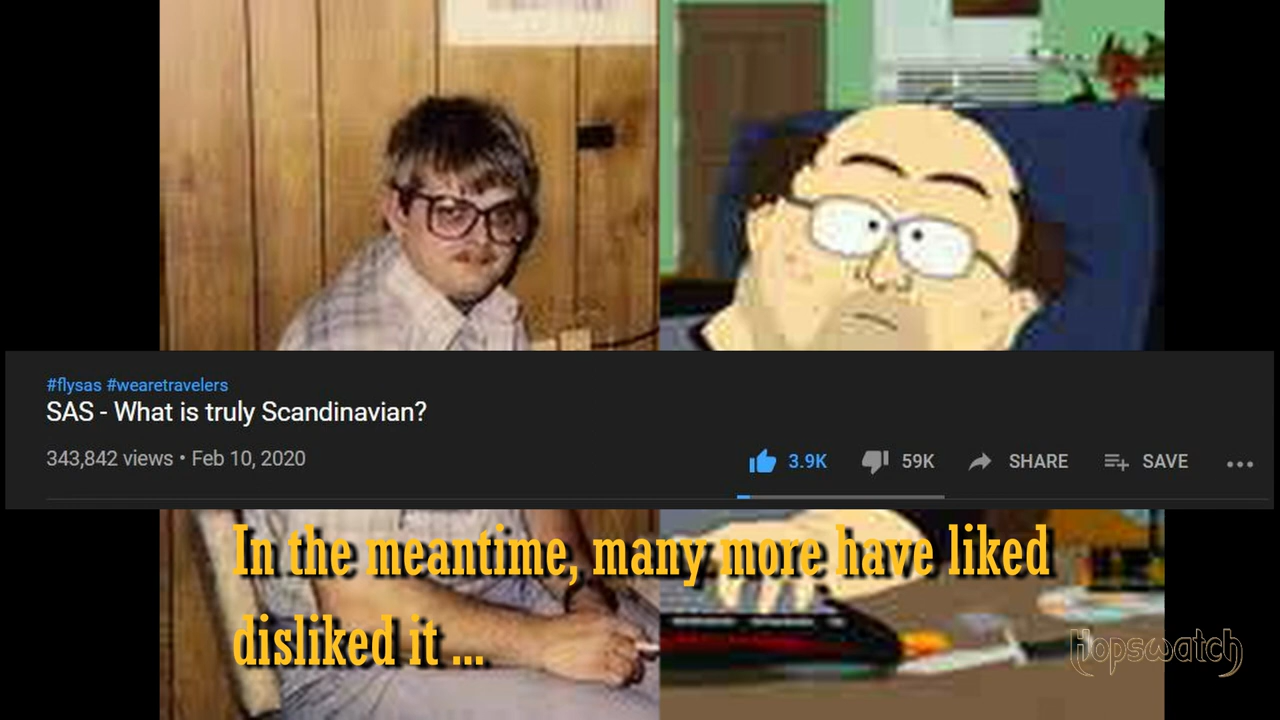 #flysas #wearetravelers
SAS - What is truly Scandinavian?
343,842 views • Feb 10, 2020
3.9K 59K SHARE SAVE
In the meantime, many more have liked
disliked it ...
Hopswatch